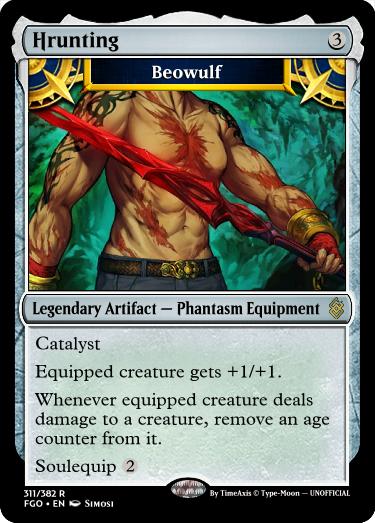 Hrunting 3
Beowulf
Legendary Artifact — Phantasm Equipment
Catalyst
Equipped creature gets +1/+1.
Whenever equipped creature deals
damage to a creature, remove an age
counter from it.
Soulequip 2
311/382 R
FGO • EN Simosi
By TimeAxis © Type-Moon — UNOFFICIAL